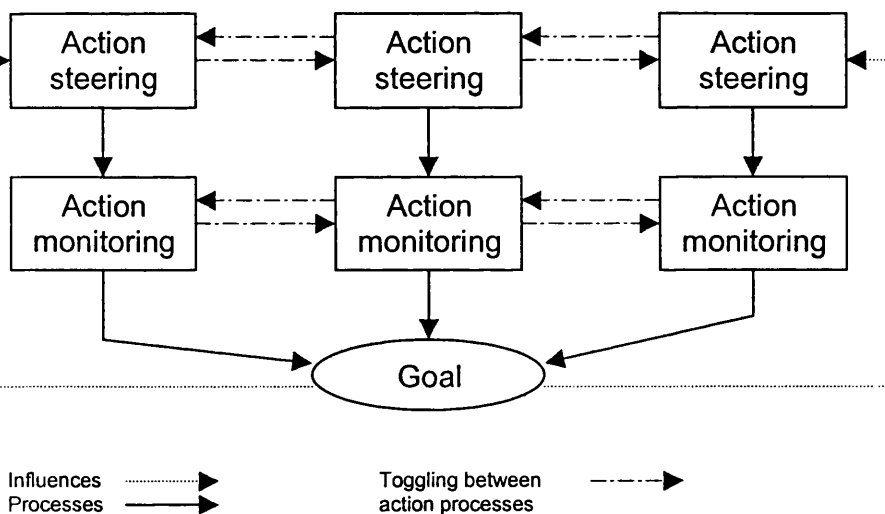 Action
steering
Action
steering
Action
steering
Action
monitoring
Action
monitoring
Action
monitoring
Goal
Influences
Processes
Toggling between
action processes